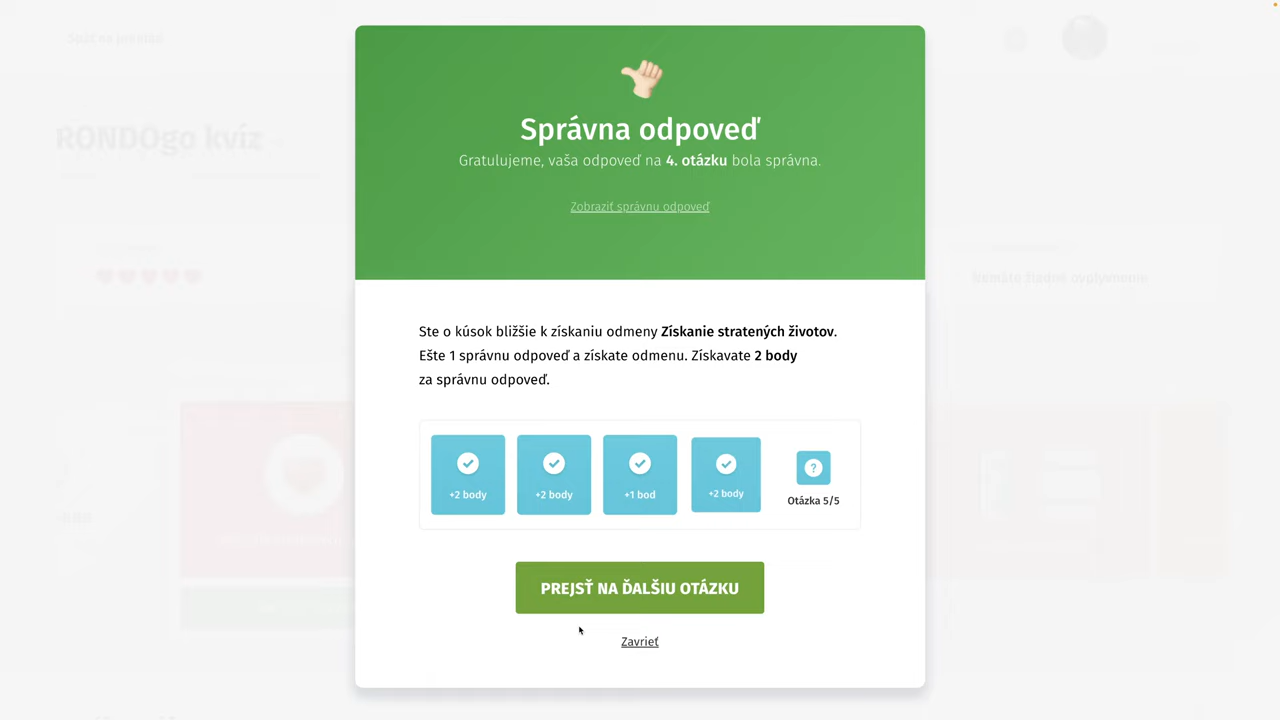 RONDOgo kvíz
Správna odpoveď
Gratulujeme, vaša odpoveď na 4. otázku bola správna.
Zobraziť správnu odpoveď
Ste o kúsok bližšie k získaniu odmeny Získanie stratených životov.
Ešte 1 správnu odpoveď a získate odmenu. Získavate 2 body
za správnu odpoveď.
+2 body
+2 body
+1 bod
+2 body
?
Otázka 5/5
PREJSŤ NA ĎALŠIU OTÁZKU
Zavrieť